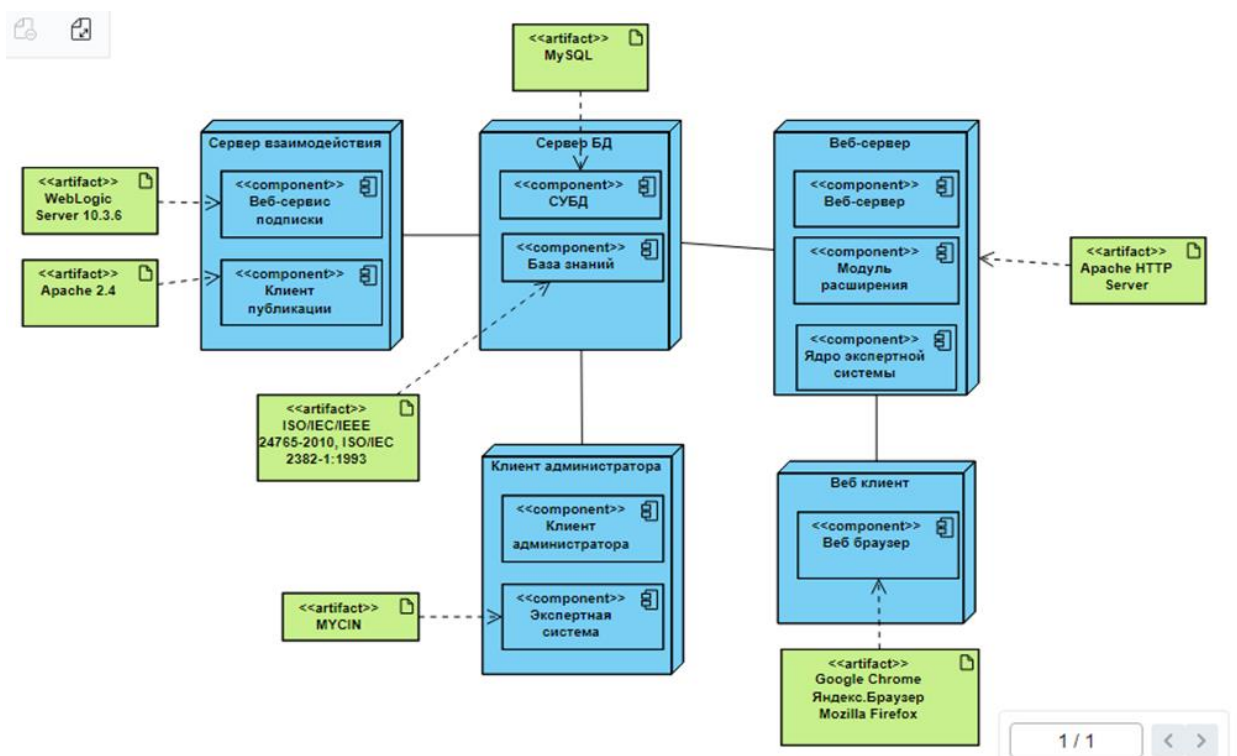 <<artifact>>
MySQL
Сервер взаимодействия
<<component>>
Веб-сервис
подписки
<<component>>
Клиент
публикации
<<artifact>>
WebLogic
Server 10.3.6
<<artifact>>
Apache 2.4
Сервер БД
<<component>>
СУБД
<<component>>
База знаний
Веб-сервер
<<component>>
Веб-сервер
<<component>>
Модуль
расширения
<<component>>
Ядро экспертной
системы
<<artifact>>
Apache HTTP
Server
<<artifact>>
ISO/IEC/IEEE
24765-2010, ISO/IEC
2382-1:1993
Клиент администратора
<<component>>
Клиент
администратора
<<component>>
Экспертная
система
<<artifact>>
MYCIN
Веб клиент
<<component>>
Веб браузер
<<artifact>>
Google Chrome
Яндекс.Браузер
Mozilla Firefox
1 / 1